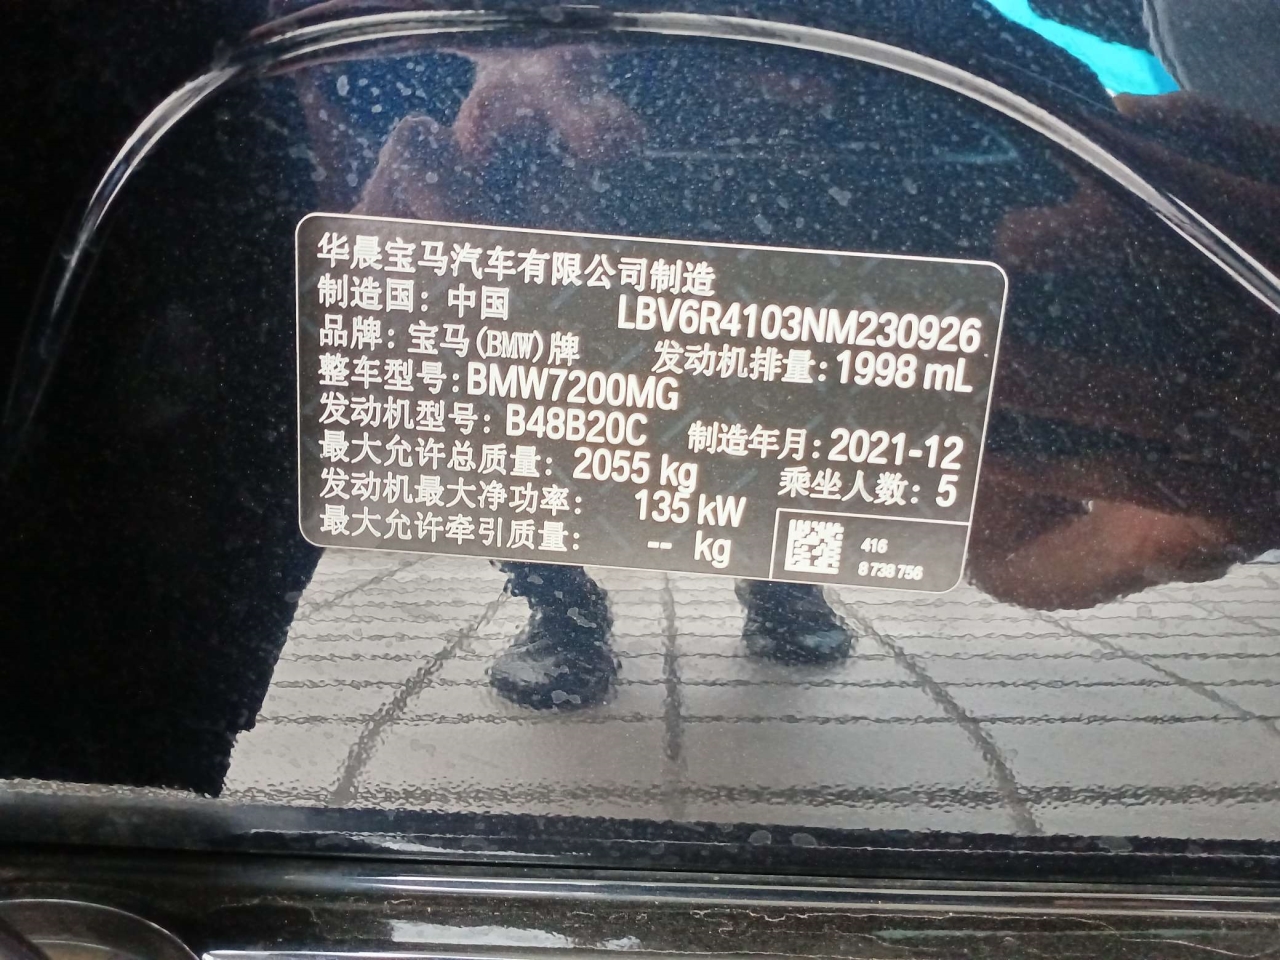 华晨宝马汽车有限公司制造
制造国：中国 LBV6R4103NM230926
品牌：宝马(BMW)牌 发动机排量：1998 mL
整车型号：BMW7200MG
发动机型号：B48B20C 制造年月：2021-12
最大允许总质量：2055 kg 乘坐人数：5
发动机最大净功率：135 kW
最大允许牵引质量：-- kg
416
8 738 756